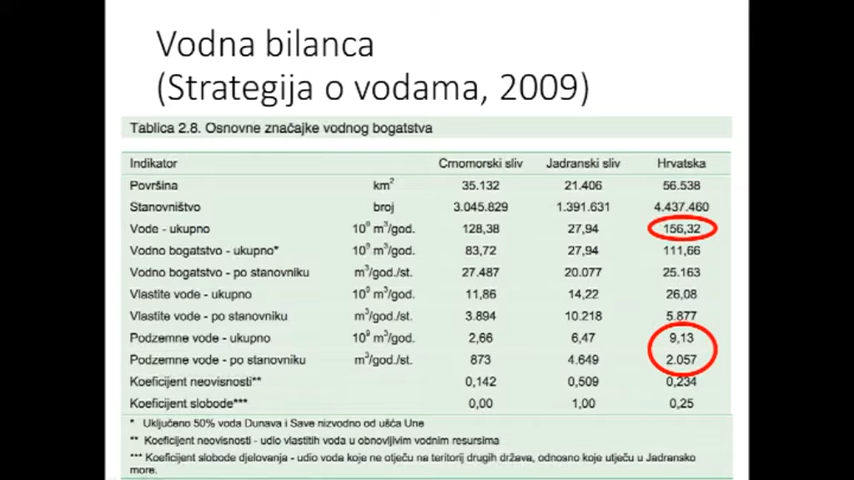 Vodna bilanca
(Strategija o vodama, 2009)
Tablica 2.8. Osnovne značajke vodnog bogatstva
Indikator Crnomorski sliv Jadranski sliv Hrvatska
Površina km² 35.132 21.406 56.538
Stanovništvo broj 3.045.829 1.391.631 4.437.460
Vode - ukupno 10⁹ m³/god. 128,38 27,94 156,32
Vodno bogatstvo - ukupno* 10⁹ m³/god. 83,72 27,94 111,66
Vodno bogatstvo - po stanovniku m³/god./st. 27.487 20.077 25.163
Vlastite vode - ukupno 10⁹ m³/god. 11,86 14,22 26,08
Vlastite vode - po stanovniku m³/god./st. 3.894 10.218 5.877
Podzemne vode - ukupno 10⁹ m³/god. 2,66 6,47 9,13
Podzemne vode - po stanovniku m³/god./st. 873 4.649 2.057
Koeficijent neovisnosti** 0,142 0,509 0,234
Koeficijent slobode*** 0,00 1,00 0,25
* Uključeno 50% voda Dunava i Save nizvodno od ušća Une
** Koeficijent neovisnosti - udio vlastitih voda u obnovljivim vodnim resursima
*** Koeficijent slobode djelovanja - udio voda koje ne otječu na teritorij drugih država, odnosno koje utječu u Jadransko
more.